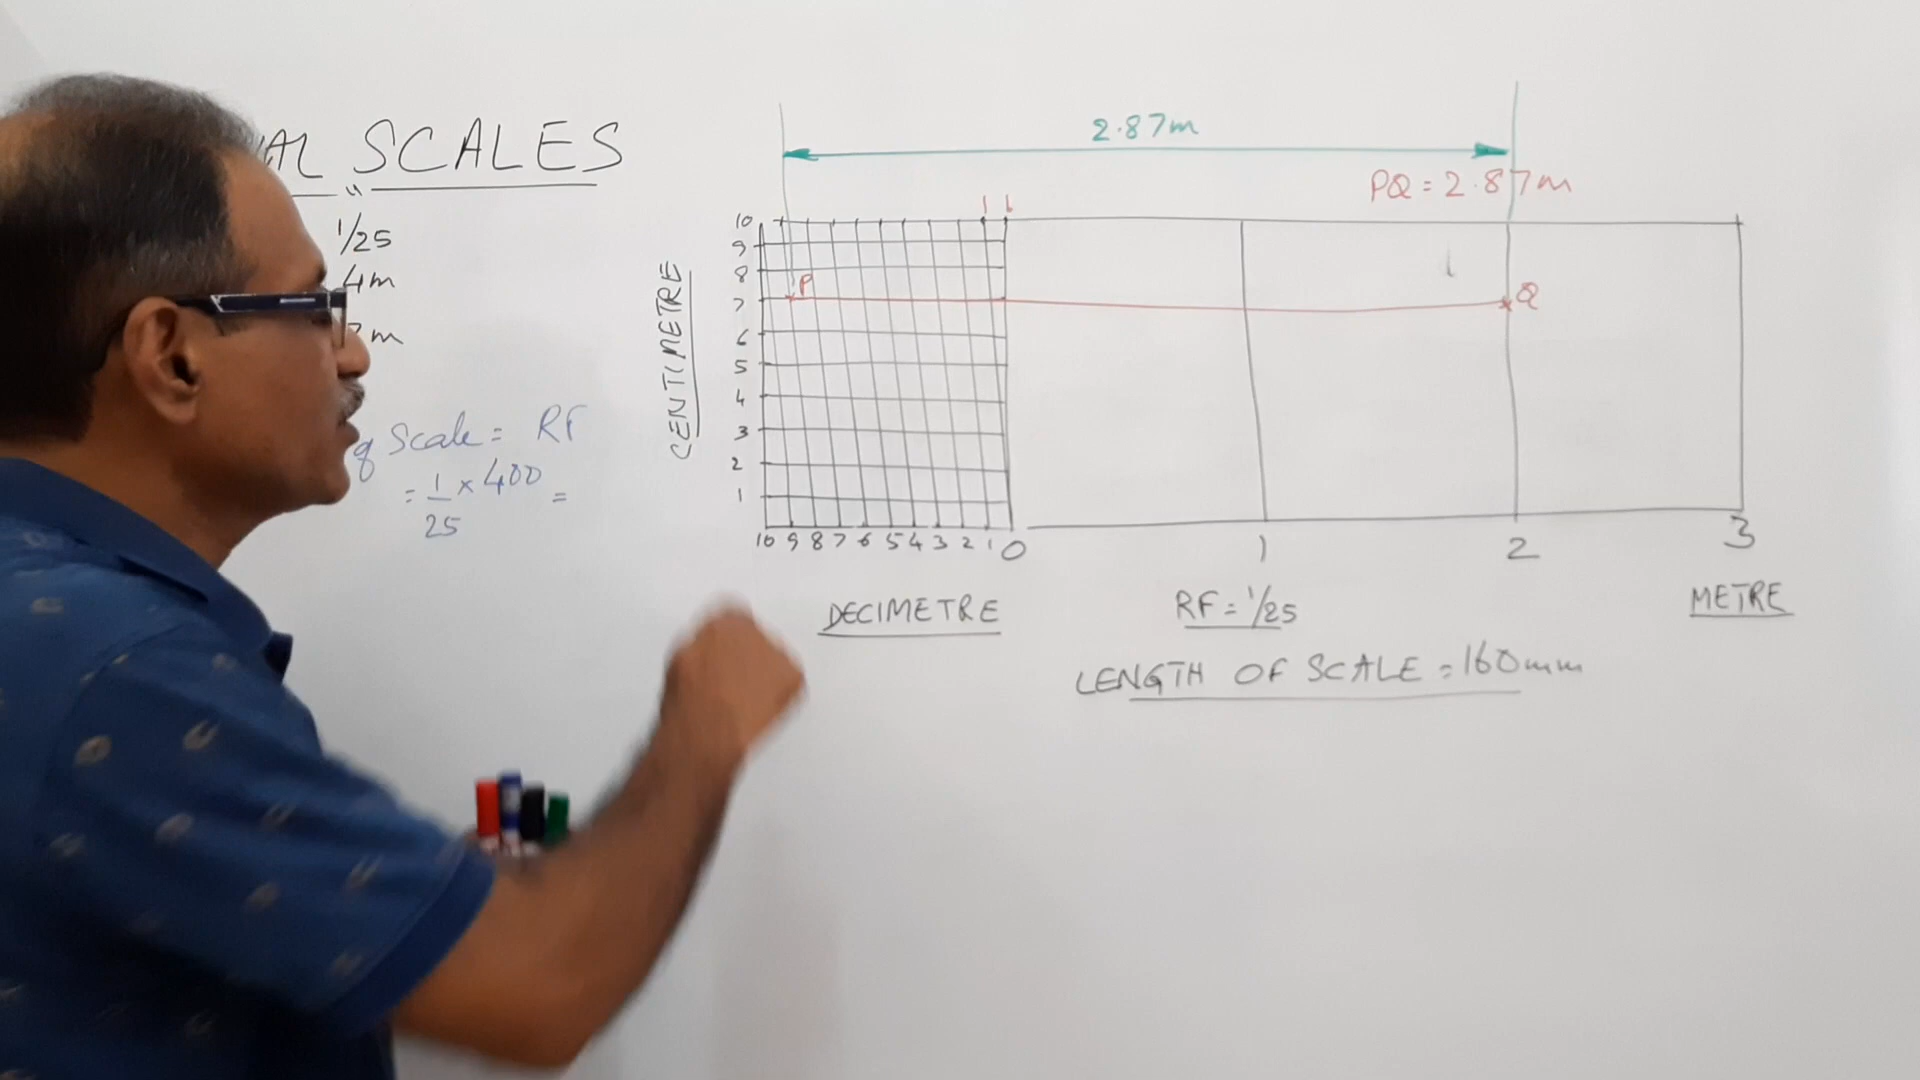 SCALES
1/25
4m
m
Scale = RF
= 1/25 × 400 =
2.87m
PQ = 2.87m
10
9
8
7
6
5
4
3
2
1
CENTIMETRE
P
Q
10 9 8 7 6 5 4 3 2 1 0 1 2 3
DECIMETRE
RF = 1/25
METRE
LENGTH OF SCALE = 160mm